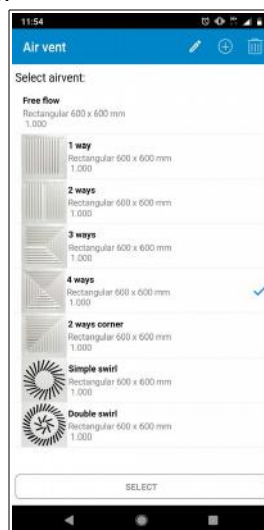 11:54
Air vent
Select airvent:
Free flow
Rectangular 600 x 600 mm
1.000
1 way
Rectangular 600 x 600 mm
1.000
2 ways
Rectangular 600 x 600 mm
1.000
3 ways
Rectangular 600 x 600 mm
1.000
4 ways
Rectangular 600 x 600 mm
1.000
2 ways corner
Rectangular 600 x 600 mm
1.000
Simple swirl
Rectangular 600 x 600 mm
1.000
Double swirl
Rectangular 600 x 600 mm
1.000
SELECT